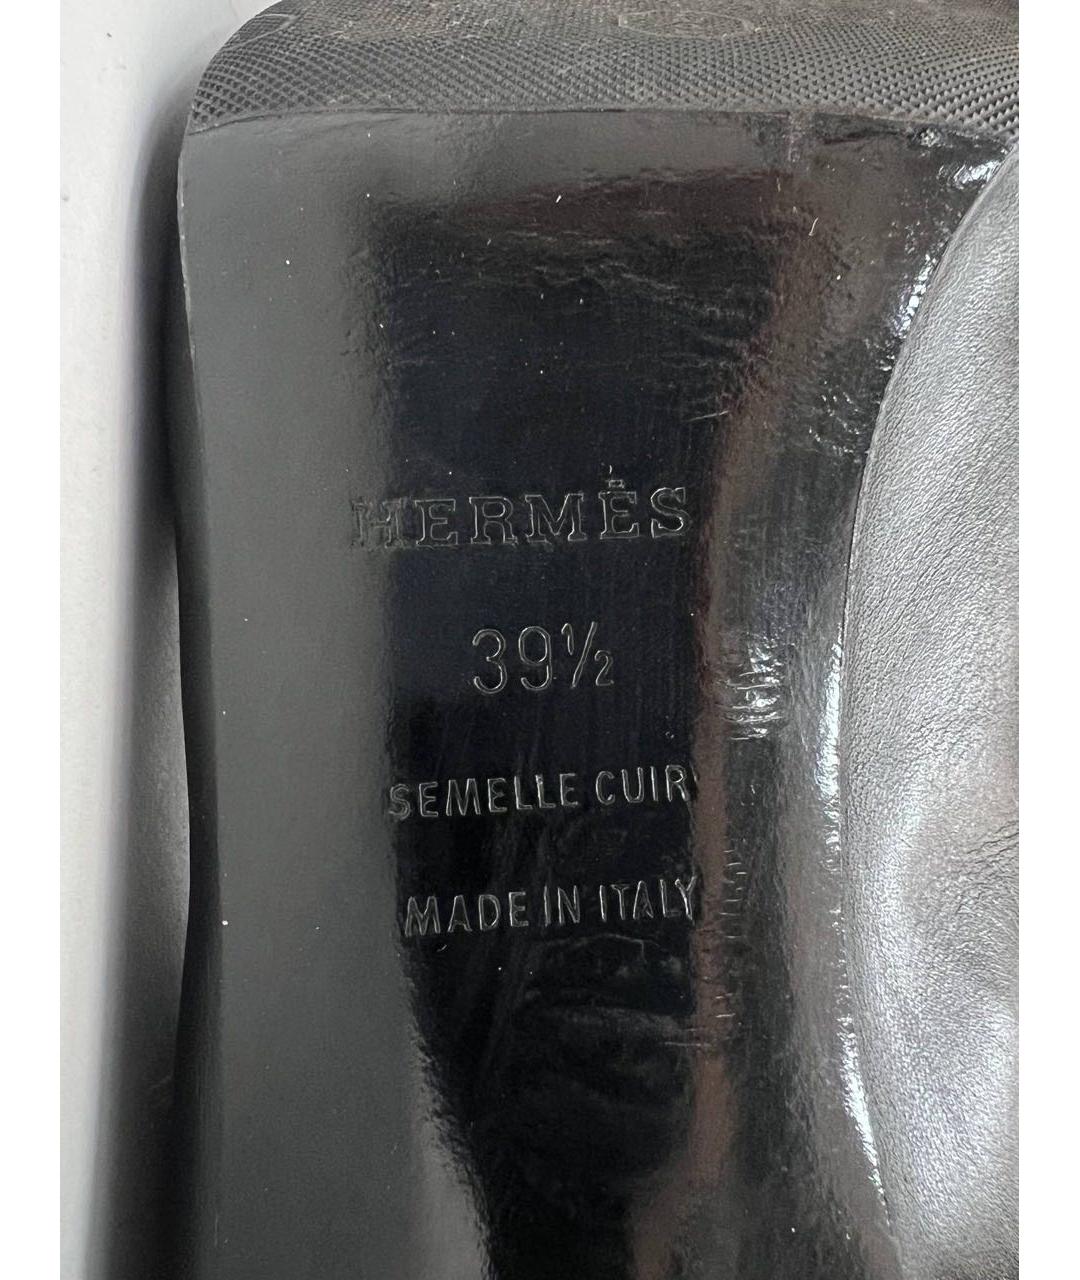 HERMÈS
39½
SEMELLE CUIR
MADE IN ITALY